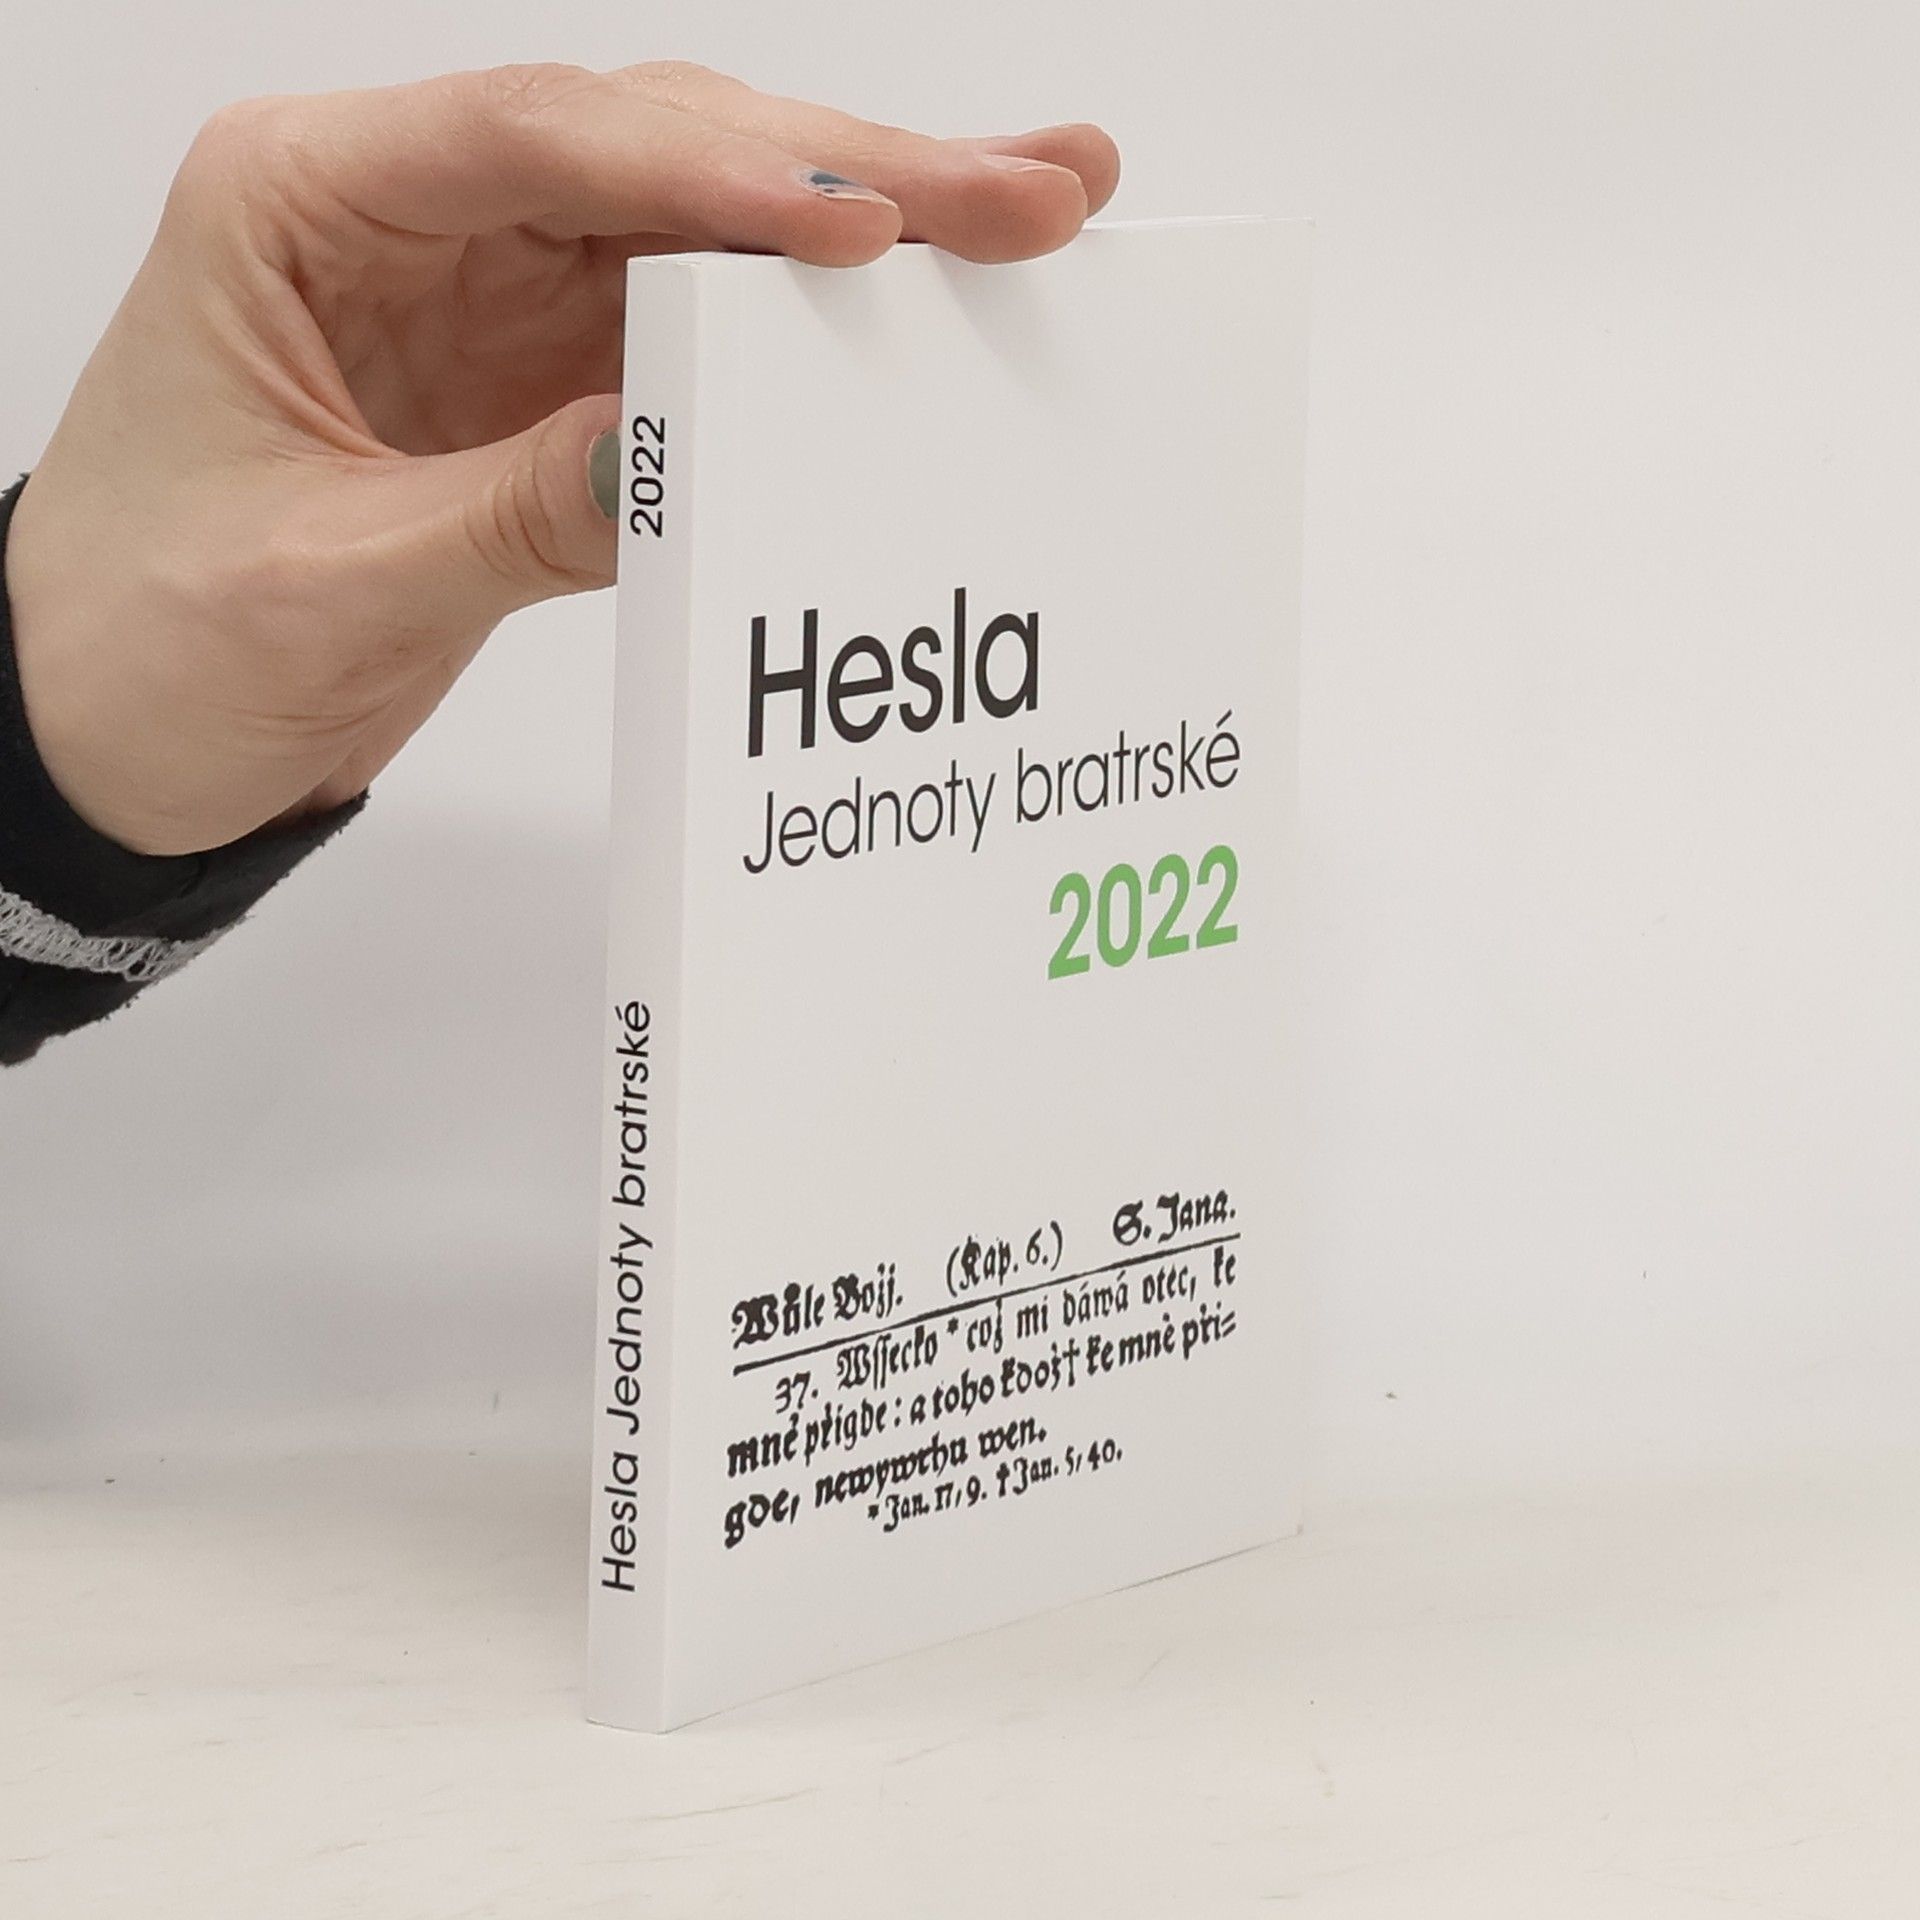 2022
Hesla Jednoty bratrské
Hesla
Jednoty bratrské
2022
Wůle Božj. (Kap. 6.) S. Jana.
37. Wſſecko * což mi dáwá otec, ke
mně přigde: a toho kdož † ke mně při=
gde, newywrhu wen.
* Jan. 17, 9. † Jan. 5, 40.